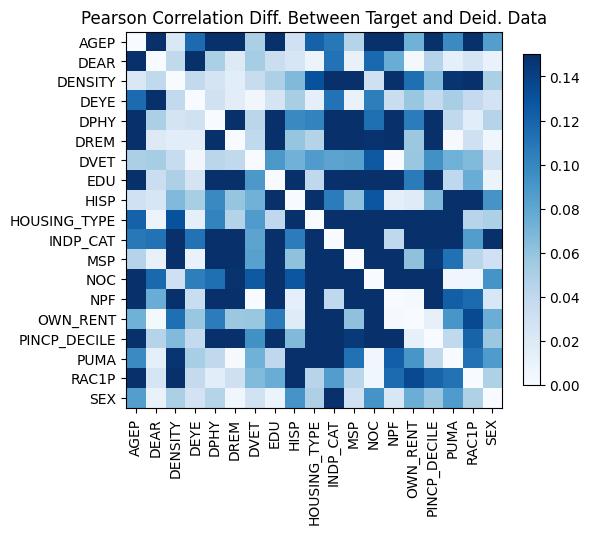 Pearson Correlation Diff. Between Target and Deid. Data
AGEP
DEAR
DENSITY
DEYE
DPHY
DREM
DVET
EDU
HISP
HOUSING_TYPE
INDP_CAT
MSP
NOC
NPF
OWN_RENT
PINCP_DECILE
PUMA
RAC1P
SEX
AGEP
DEAR
DENSITY
DEYE
DPHY
DREM
DVET
EDU
HISP
HOUSING_TYPE
INDP_CAT
MSP
NOC
NPF
OWN_RENT
PINCP_DECILE
PUMA
RAC1P
SEX
0.14
0.12
0.10
0.08
0.06
0.04
0.02
0.00